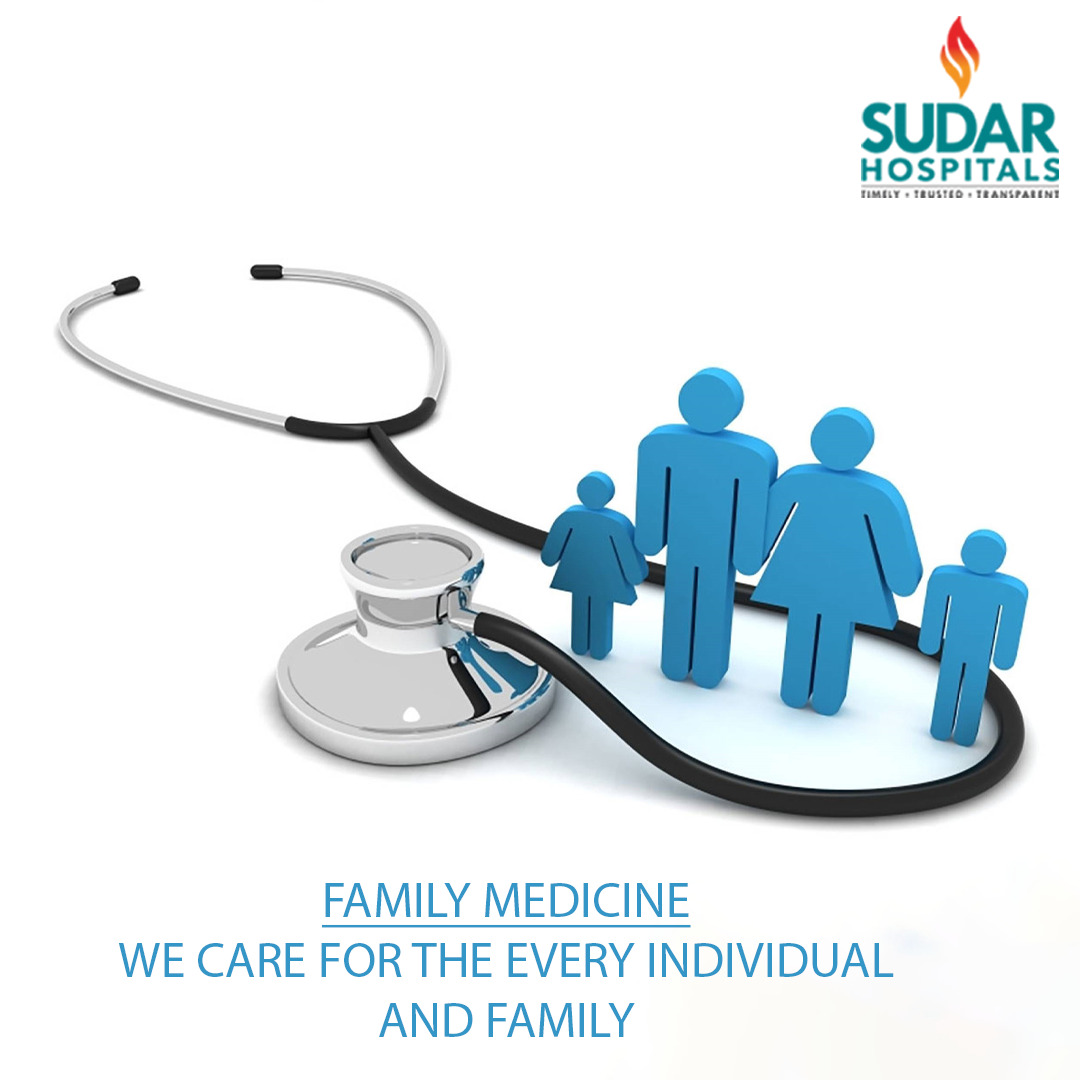 SUDAR
HOSPITALS
TIMELY • TRUSTED • TRANSPARENT
FAMILY MEDICINE
WE CARE FOR THE EVERY INDIVIDUAL
AND FAMILY